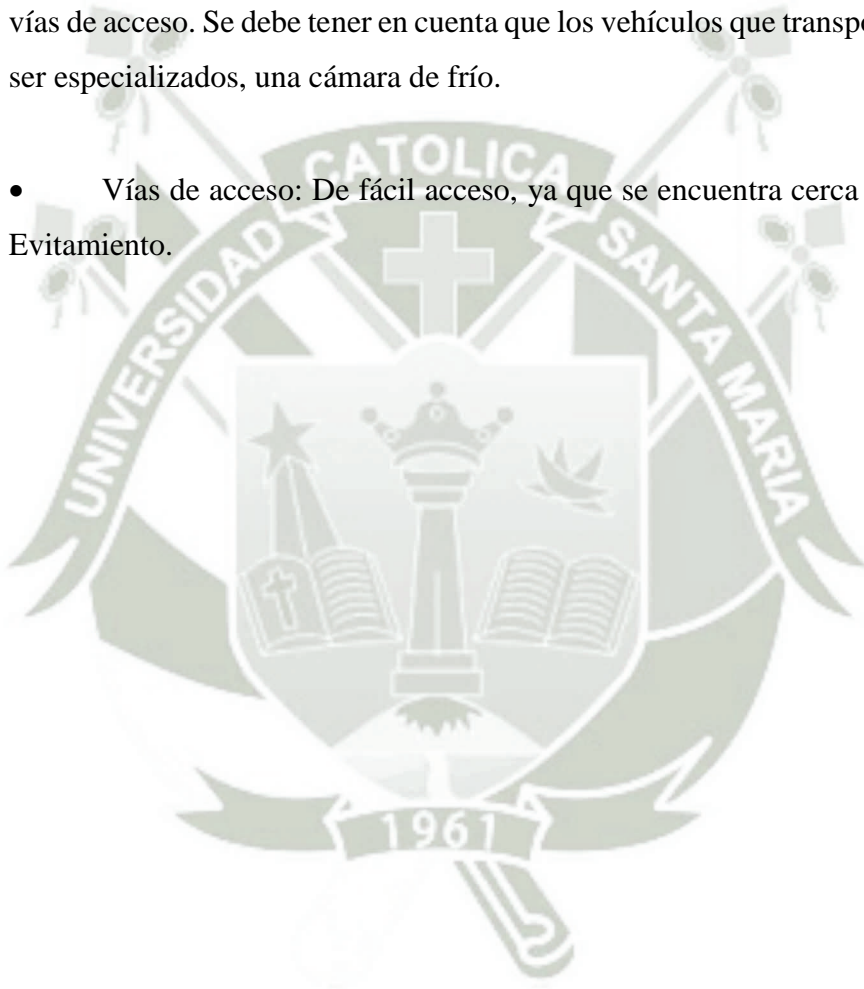 vías de acceso. Se debe tener en cuenta que los vehículos que
ser especializados, una cámara de frío.
• Vías de acceso: De fácil acceso, ya que se encuentra cerca
Evitamiento.
UNIVERSIDAD CATOLICA SANTA MARIA
1961